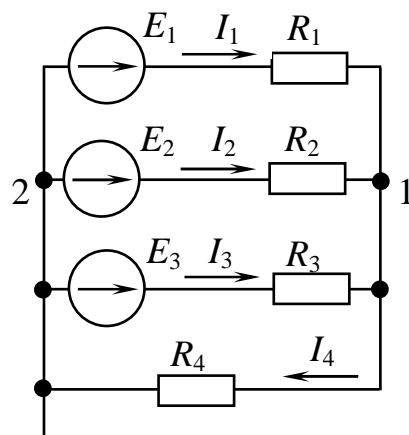 E₁ I₁ R₁
E₂ I₂ R₂
2 1
E₃ I₃ R₃
R₄ I₄